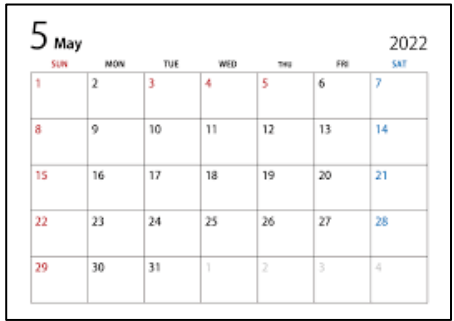 5 May 2022
SUN MON TUE WED THU FRI SAT
1 2 3 4 5 6 7
8 9 10 11 12 13 14
15 16 17 18 19 20 21
22 23 24 25 26 27 28
29 30 31 1 2 3 4